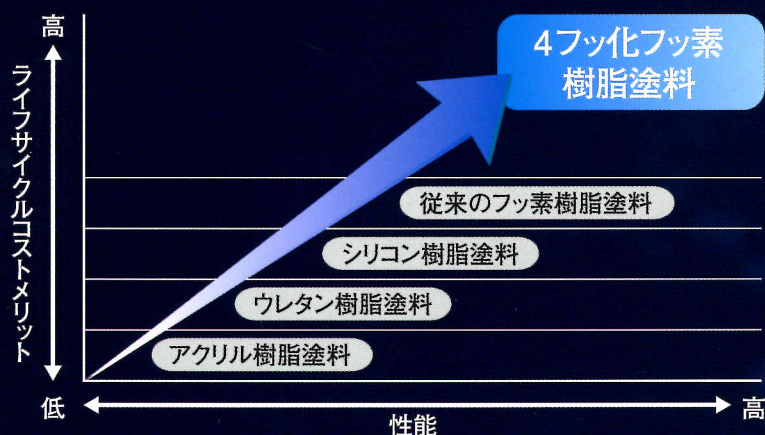 高
4フッ化フッ素
樹脂塗料
ライフサイクルコストメリット
従来のフッ素樹脂塗料
シリコン樹脂塗料
ウレタン樹脂塗料
アクリル樹脂塗料
低
性能
高